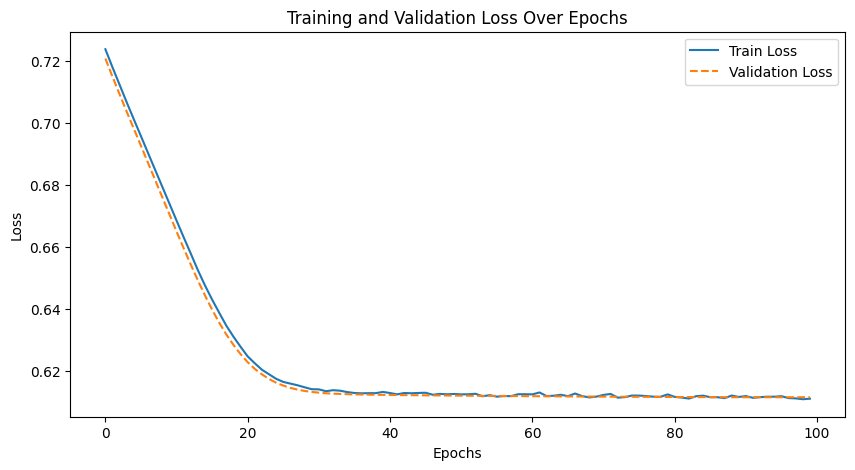 Training and Validation Loss Over Epochs
Train Loss
Validation Loss
Loss
0.72
0.70
0.68
0.66
0.64
0.62
0
20
40
60
80
100
Epochs